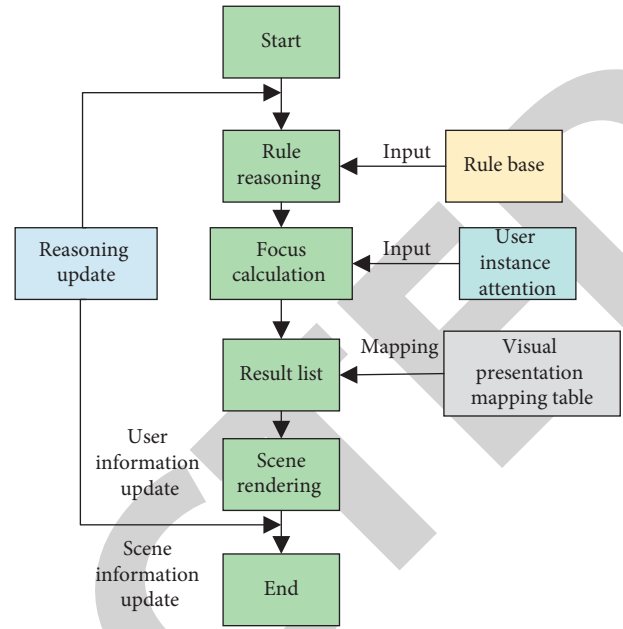 Start
Rule
reasoning
Input
Rule base
Reasoning
update
Focus
calculation
Input
User
instance
attention
Result list
Mapping
Visual
presentation
mapping table
User
information
update
Scene
rendering
Scene
information
update
End